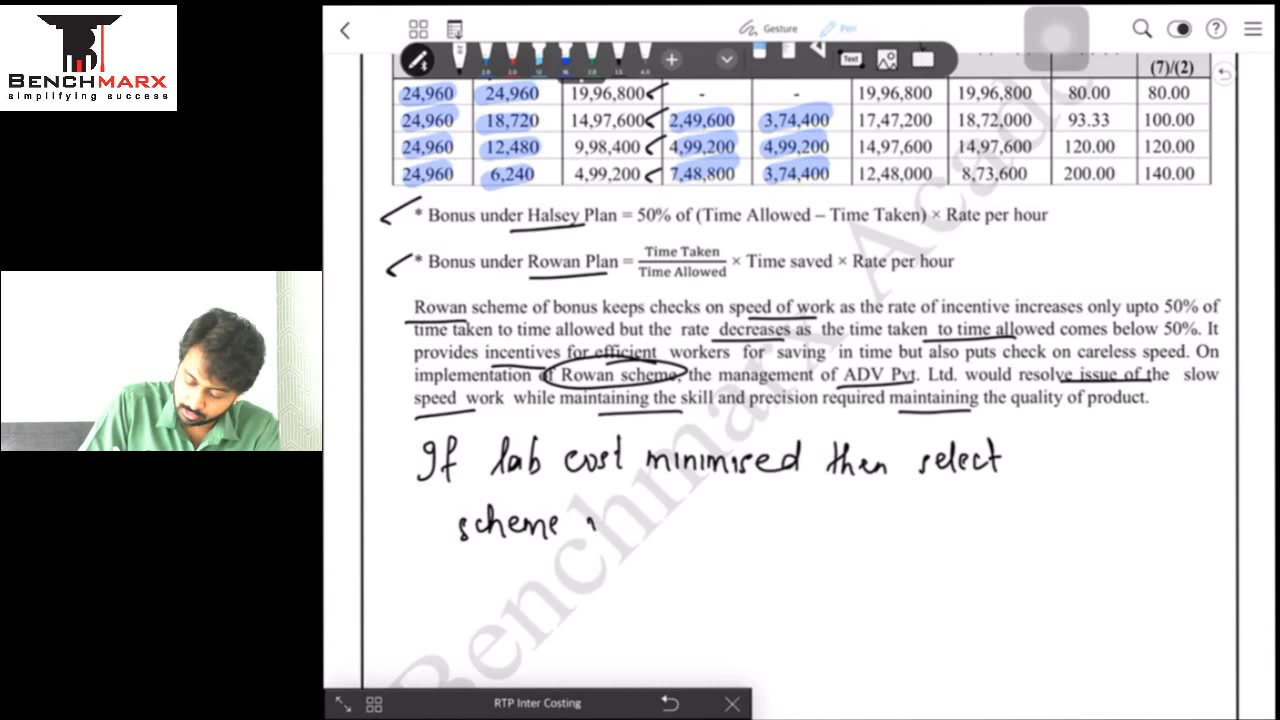 BENCHMARX
simplifying success
Gesture
Pen
Text
(7)/(2)
24,960 24,960 19,96,800 - - 19,96,800 19,96,800 80.00 80.00
24,960 18,720 14,97,600 2,49,600 3,74,400 17,47,200 18,72,000 93.33 100.00
24,960 12,480 9,98,400 4,99,200 4,99,200 14,97,600 14,97,600 120.00 120.00
24,960 6,240 4,99,200 7,48,800 3,74,400 12,48,000 8,73,600 200.00 140.00
* Bonus under Halsey Plan = 50% of (Time Allowed – Time Taken) × Rate per hour
* Bonus under Rowan Plan = Time Taken / Time Allowed × Time saved × Rate per hour
Rowan scheme of bonus keeps checks on speed of work as the rate of incentive increases only upto 50% of
time taken to time allowed but the rate decreases as the time taken to time allowed comes below 50%. It
provides incentives for efficient workers for saving in time but also puts check on careless speed. On
implementation of Rowan scheme, the management of ADV Pvt. Ltd. would resolve issue of the slow
speed work while maintaining the skill and precision required maintaining the quality of product.
If lab cost minimised then select
scheme
Benchmarx Acade
RTP Inter Costing